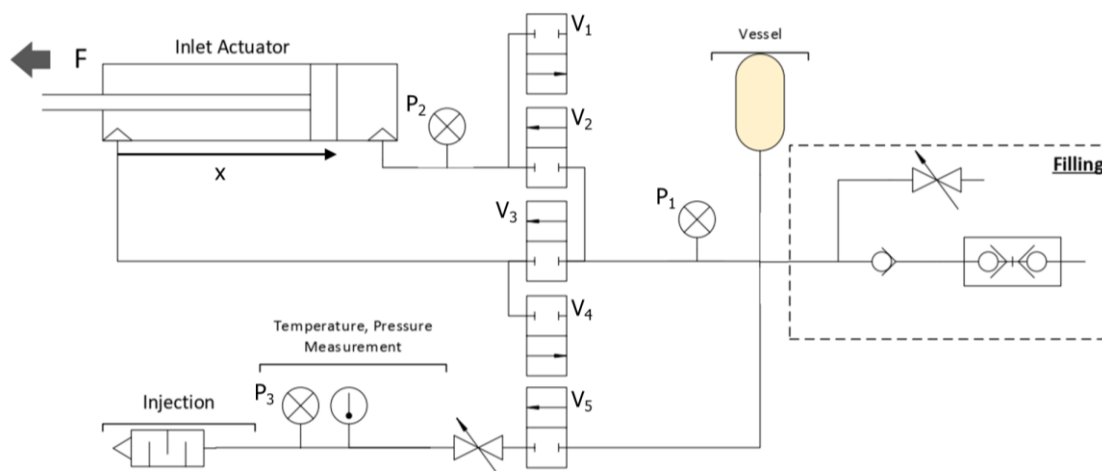 V1
Vessel
F
Inlet Actuator
P2
V2
Filling
x
P1
V3
Temperature, Pressure
Measurement
V4
P3
V5
Injection